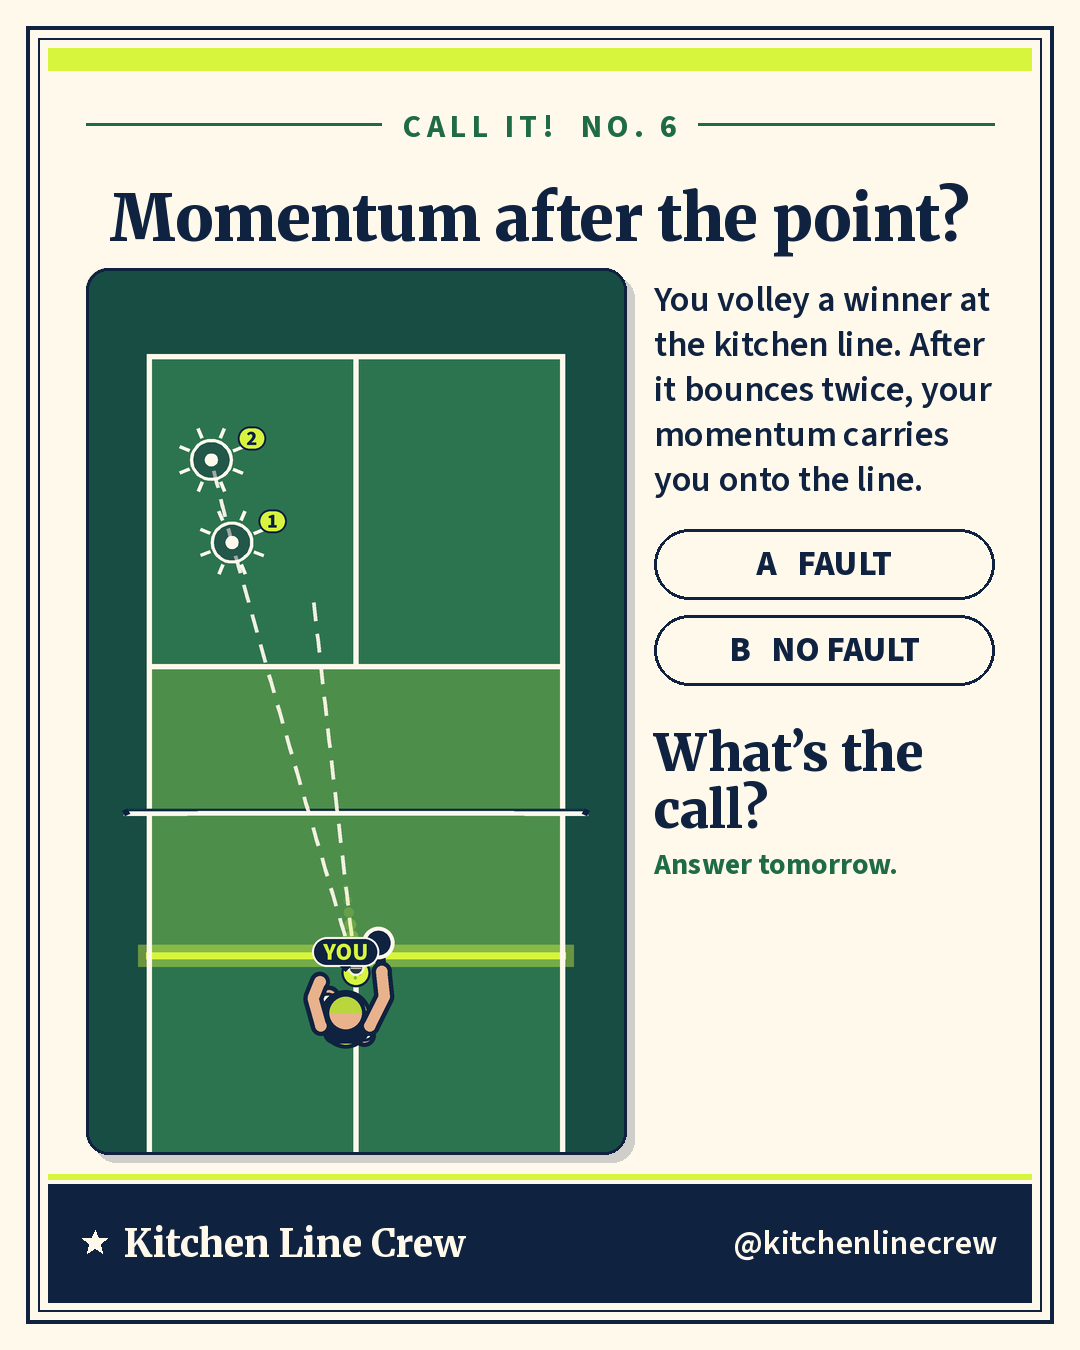 CALL IT! NO. 6
Momentum after the point?
You volley a winner at
the kitchen line. After
it bounces twice, your
momentum carries
you onto the line.
A FAULT
B NO FAULT
What's the
call?
Answer tomorrow.
2
1
YOU
Kitchen Line Crew
@kitchenlinecrew